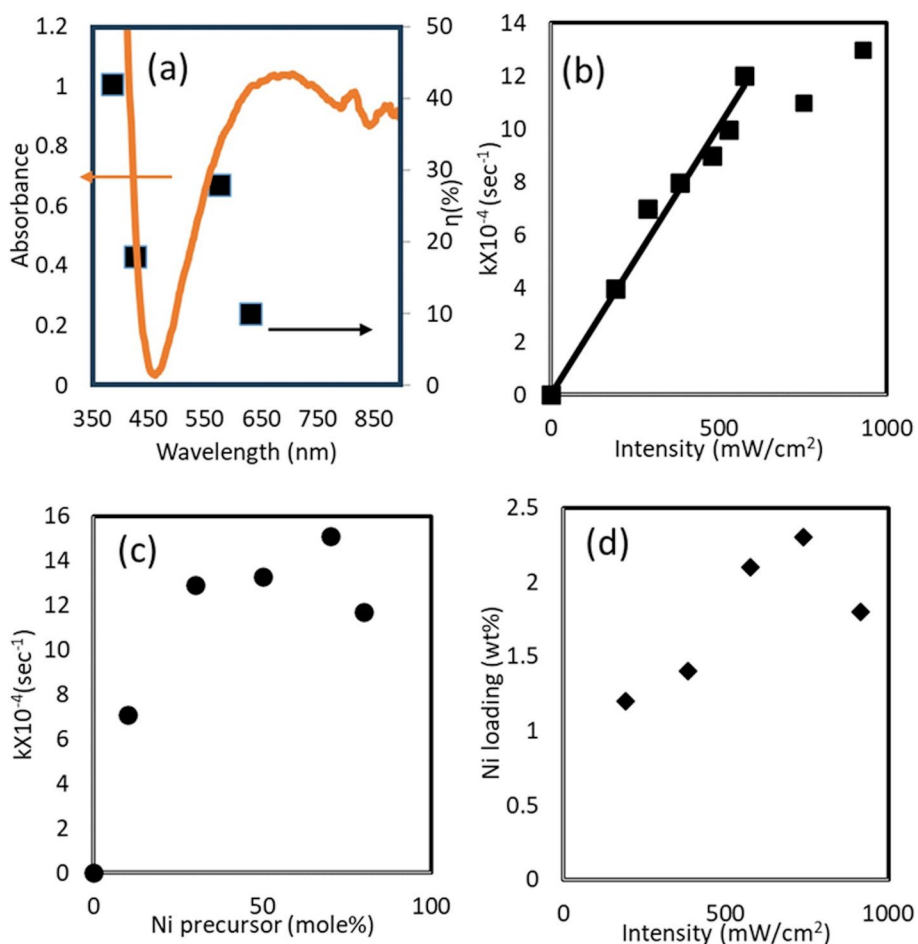 (a)
1.2
1
0.8
0.6
0.4
0.2
0
Absorbance
50
40
30
20
10
0
η(%)
350 450 550 650 750 850
Wavelength (nm)
(b)
14
12
10
8
6
4
2
0
kX10⁻⁴ (sec⁻¹)
0 500 1000
Intensity (mW/cm²)
(c)
16
14
12
10
8
6
4
2
0
kX10⁻⁴(sec⁻¹)
0 50 100
Ni precursor (mole%)
(d)
2.5
2
1.5
1
0.5
0
Ni loading (wt%)
0 500 1000
Intensity (mW/cm²)